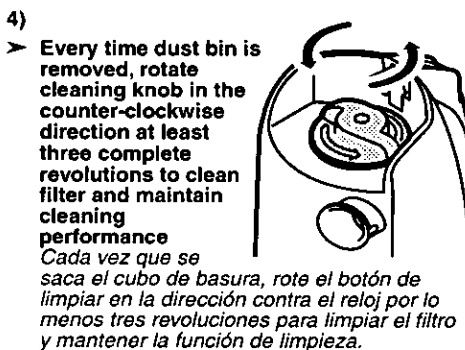 4)
➤ Every time dust bin is
removed, rotate
cleaning knob in the
counter-clockwise
direction at least
three complete
revolutions to clean
filter and maintain
cleaning
performance
Cada vez que se
saca el cubo de basura, rote el botón de
limpiar en la dirección contra el reloj por lo
menos tres revoluciones para limpiar el filtro
y mantener la función de limpieza.